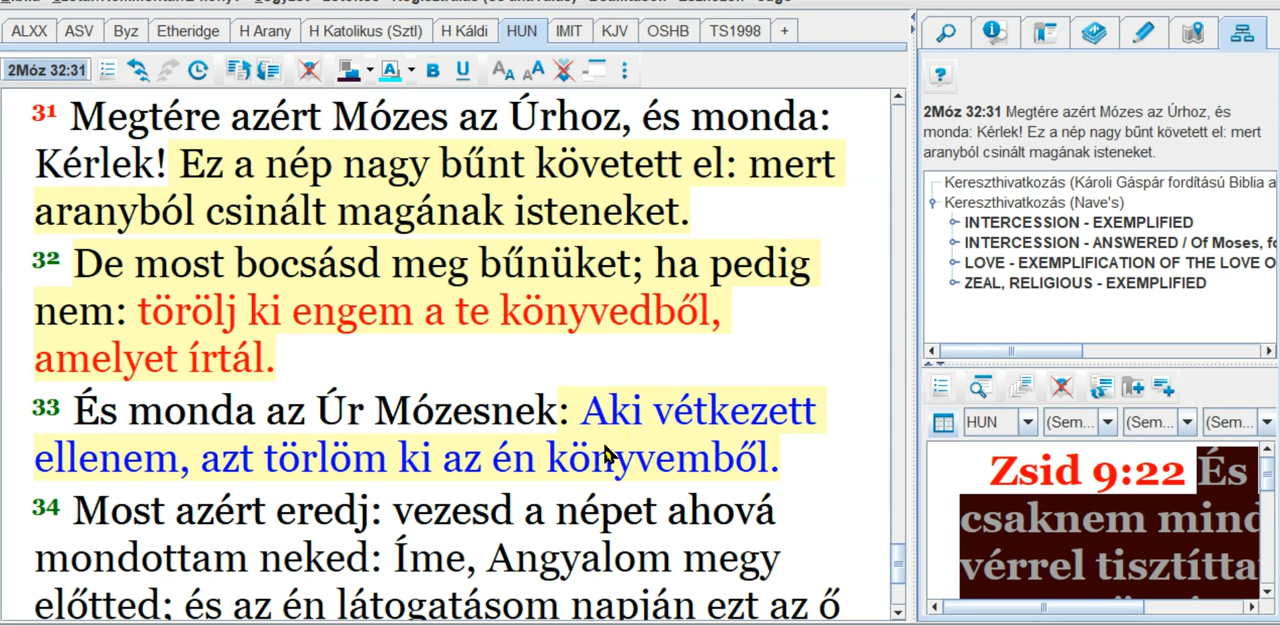 ALXX ASV Byz Etheridge H Arany H Katolikus (Sztl) H Káldi HUN IMIT KJV OSHB TS1998 +
2Móz 32:31
31 Megtére azért Mózes az Úrhoz, és monda:
Kérlek! Ez a nép nagy bűnt követett el: mert
aranyból csinált magának isteneket.
32 De most bocsásd meg bűnüket; ha pedig
nem: törölj ki engem a te könyvedből,
amelyet írtál.
33 És monda az Úr Mózesnek: Aki vétkezett
ellenem, azt törlöm ki az én könyvemből.
34 Most azért eredj: vezesd a népet ahová
mondottam neked: Íme, Angyalom megy
előtted; és az én látogatásom napján ezt az ő
2Móz 32:31 Megtére azért Mózes az Úrhoz, és
monda: Kérlek! Ez a nép nagy bűnt követett el: mert
aranyból csinált magának isteneket.
Kereszthivatkozás (Károli Gáspár fordítású Biblia a
Kereszthivatkozás (Nave's)
INTERCESSION - EXEMPLIFIED
INTERCESSION - ANSWERED / Of Moses, fo
LOVE - EXEMPLIFICATION OF THE LOVE O
ZEAL, RELIGIOUS - EXEMPLIFIED
HUN (Sem... (Sem... (Sem...
Zsid 9:22 És
csaknem mind
vérrel tisztítta